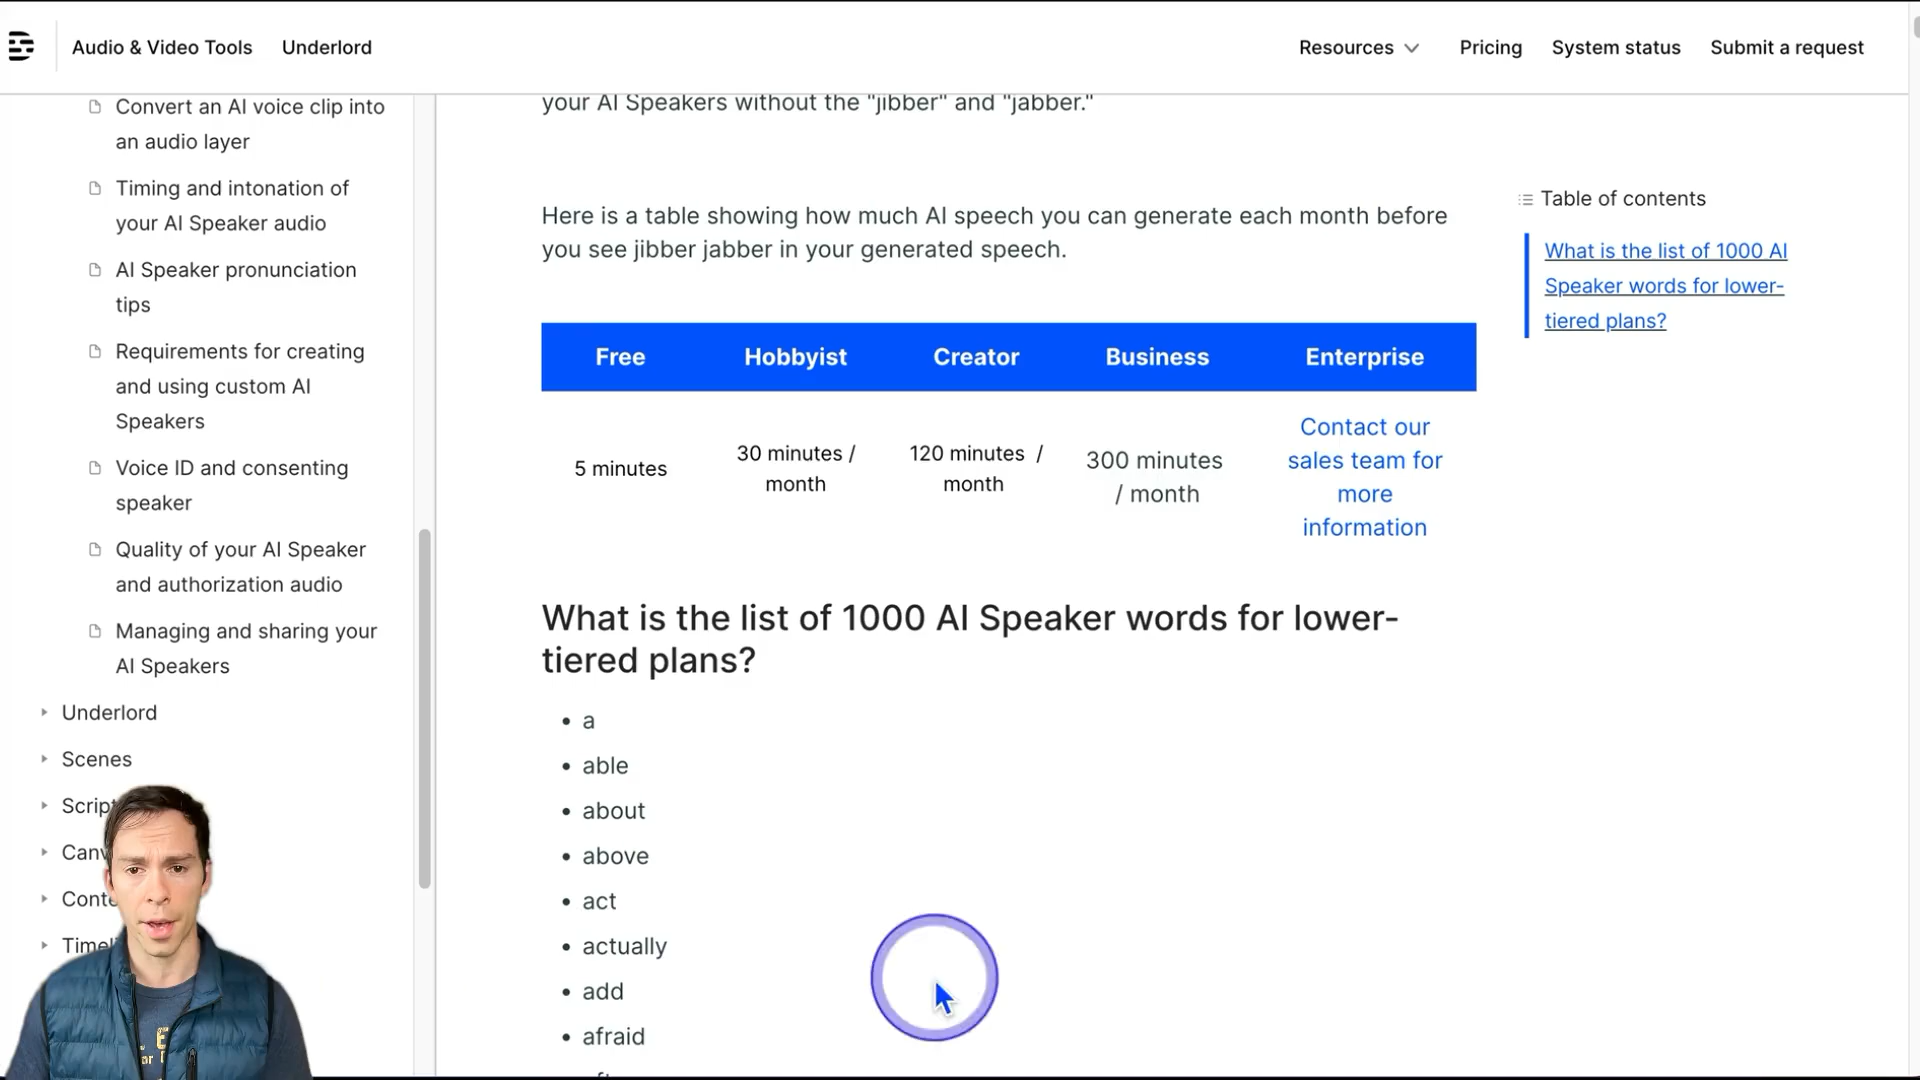 Audio & Video Tools
Underlord
Resources
Pricing
System status
Submit a request
Convert an AI voice clip into
an audio layer
Timing and intonation of
your AI Speaker audio
AI Speaker pronunciation
tips
Requirements for creating
and using custom AI
Speakers
Voice ID and consenting
speaker
Quality of your AI Speaker
and authorization audio
Managing and sharing your
AI Speakers
Underlord
Scenes
your AI Speakers without the "jibber" and "jabber."
Here is a table showing how much AI speech you can generate each month before
you see jibber jabber in your generated speech.
Free
Hobbyist
Creator
Business
Enterprise
5 minutes
30 minutes /
month
120 minutes /
month
300 minutes
/ month
Contact our
sales team for
more
information
What is the list of 1000 AI Speaker words for lower-
tiered plans?
• a
• able
• about
• above
• act
• actually
• add
• afraid
Table of contents
What is the list of 1000 AI
Speaker words for lower-
tiered plans?